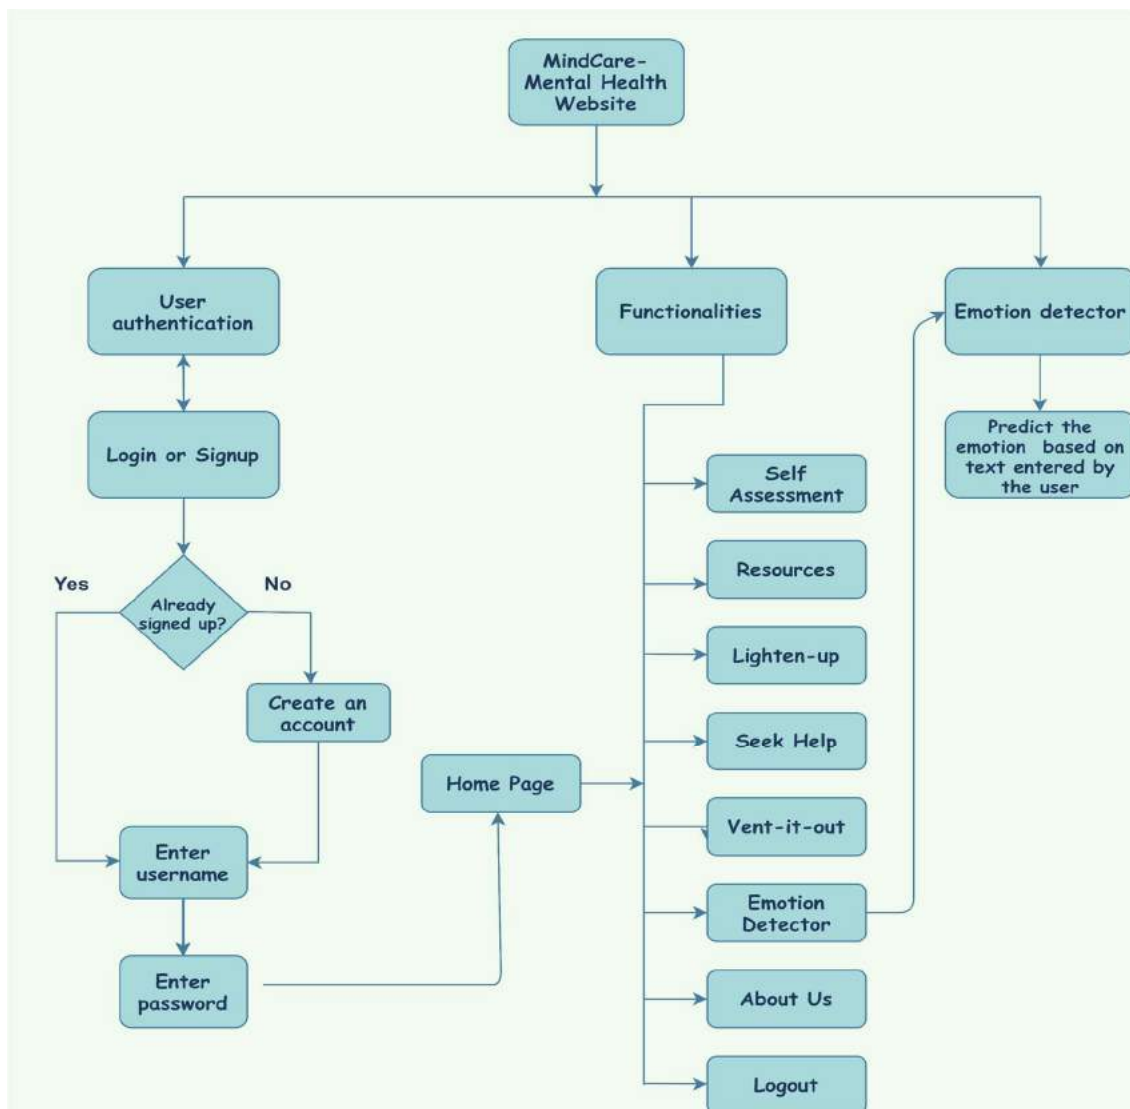 MindCare-
Mental Health
Website
User
authentication
Functionalities
Emotion detector
Login or Signup
Predict the
emotion based on
text entered by
the user
Self
Assessment
Yes
No
Already
signed up?
Resources
Lighten-up
Create an
account
Seek Help
Home Page
Vent-it-out
Enter
username
Emotion
Detector
Enter
password
About Us
Logout